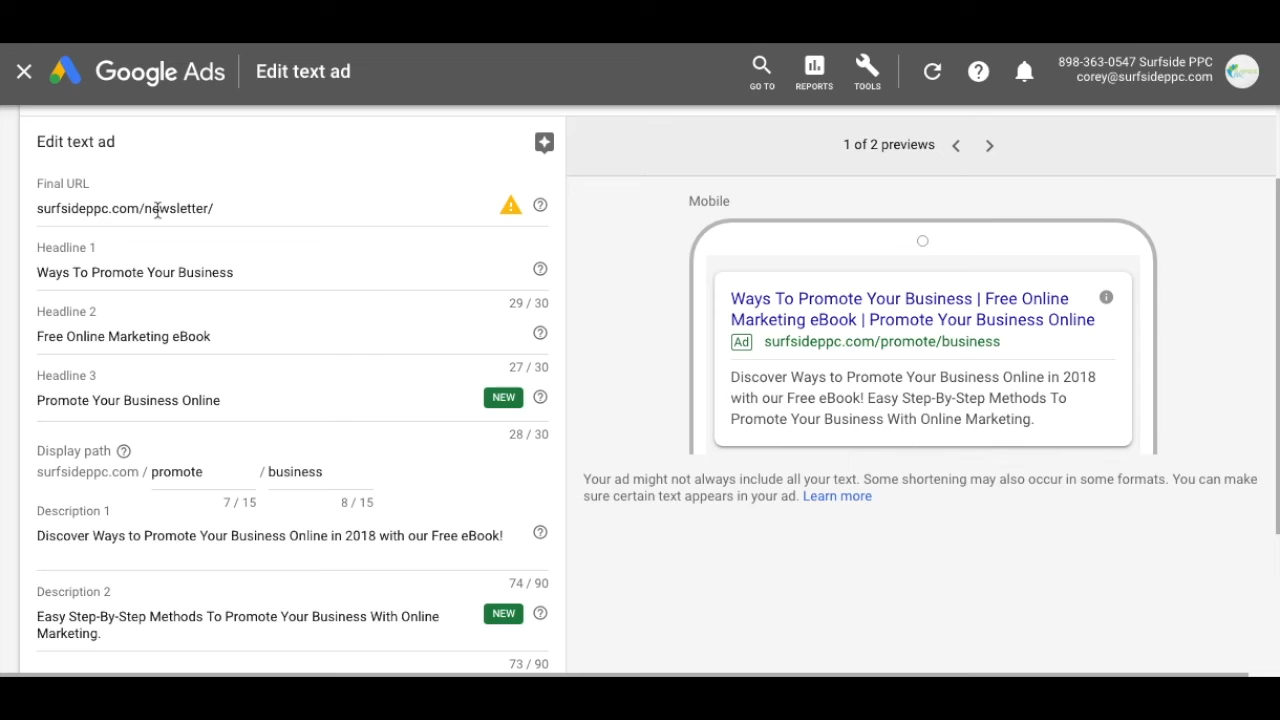 Google Ads
Edit text ad
GO TO
REPORTS
TOOLS
898-363-0547 Surfside PPC
corey@surfsideppc.com
Edit text ad
Final URL
surfsideppc.com/newsletter/
Headline 1
Ways To Promote Your Business
29 / 30
Headline 2
Free Online Marketing eBook
27 / 30
Headline 3
Promote Your Business Online
NEW
28 / 30
Display path
surfsideppc.com / promote / business
7 / 15
8 / 15
Description 1
Discover Ways to Promote Your Business Online in 2018 with our Free eBook!
74 / 90
Description 2
Easy Step-By-Step Methods To Promote Your Business With Online
Marketing.
NEW
73 / 90
1 of 2 previews
Mobile
Ways To Promote Your Business | Free Online
Marketing eBook | Promote Your Business Online
Ad surfsideppc.com/promote/business
Discover Ways to Promote Your Business Online in 2018
with our Free eBook! Easy Step-By-Step Methods To
Promote Your Business With Online Marketing.
Your ad might not always include all your text. Some shortening may also occur in some formats. You can make
sure certain text appears in your ad. Learn more